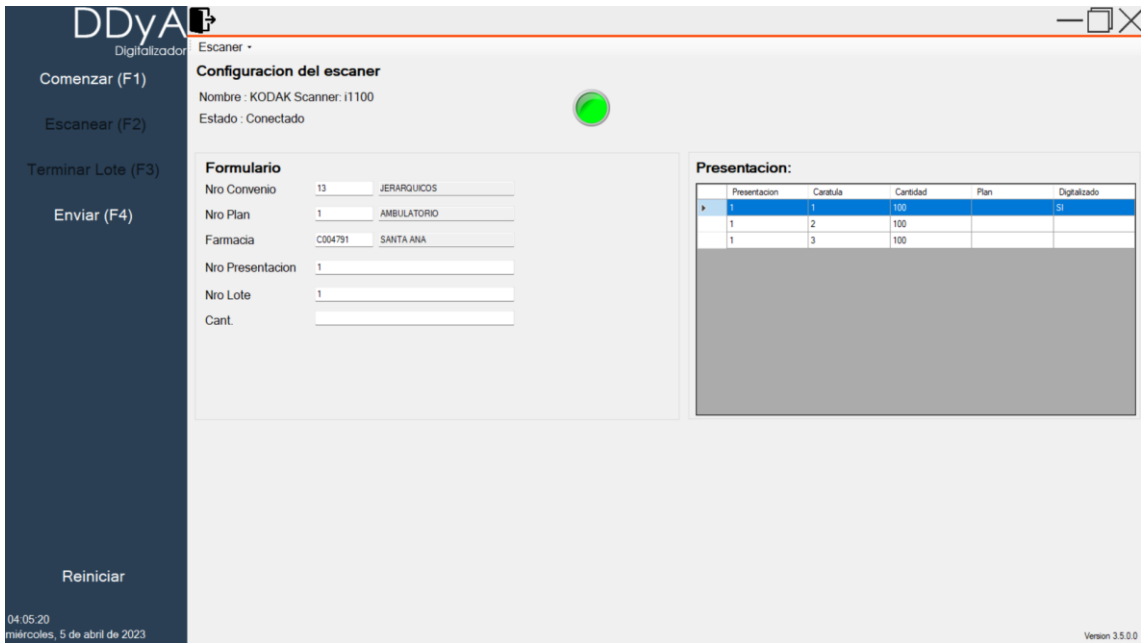 DDyA
Digitalizador
Comenzar (F1)
Escanear (F2)
Terminar Lote (F3)
Enviar (F4)
Reiniciar
04:05:20
miércoles, 5 de abril de 2023
Escaner
Configuracion del escaner
Nombre : KODAK Scanner: i1100
Estado : Conectado
Formulario
Nro Convenio 13 JERARQUICOS
Nro Plan 1 AMBULATORIO
Farmacia C004791 SANTA ANA
Nro Presentacion 1
Nro Lote 1
Cant.
Presentacion:
Presentacion Caratula Cantidad Plan Digitalizado
1 1 100 SI
1 2 100
1 3 100
Version 3.5.0.0